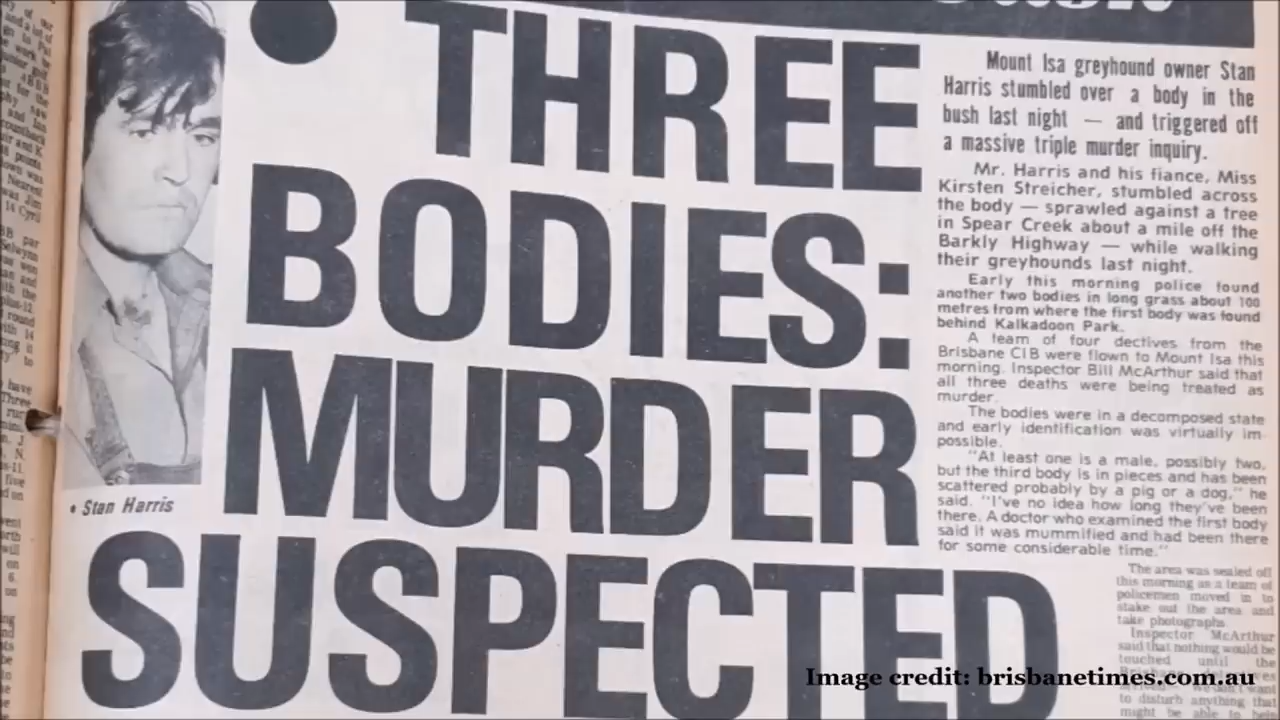 THREE
BODIES:
MURDER
SUSPECTED
• Stan Harris
Mount Isa greyhound owner Stan
Harris stumbled over a body in the
bush last night — and triggered off
a massive triple murder inquiry.
Mr. Harris and his fiance, Miss
Kirsten Streicher, stumbled across
the body — sprawled against a tree
in Spear Creek about a mile off the
Barkly Highway — while walking
their greyhounds last night.
Early this morning police found
another two bodies in long grass about 100
metres from where the first body was found
behind Kalkadoon Park.
A team of four dectives from the
Brisbane CIB were flown to Mount Isa this
morning. Inspector Bill McArthur said that
all three deaths were being treated as
murder.
The bodies were in a decomposed state
and early identification was virtually im-
possible.
"At least one is a male, possibly two,
but the third body is in pieces and has been
scattered probably by a pig or a dog," he
said. "I've no idea how long they've been
there. A doctor who examined the first body
said it was mummified and had been there
for some considerable time."
The area was sealed off
this morning as a team of
policemen moved in to
stake out the area and
take photographs
Inspector McArthur
said that nothing would be
touched until the
to disturb anything that
might be able to help
Image credit: brisbanetimes.com.au